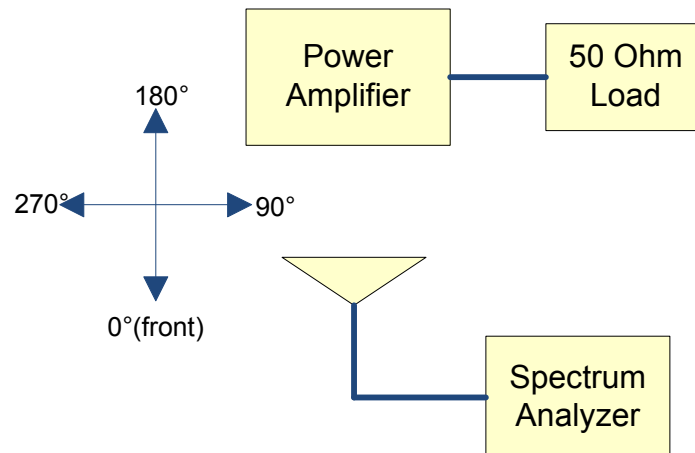 Power
Amplifier
50 Ohm
Load
180°
270°
90°
0°(front)
Spectrum
Analyzer